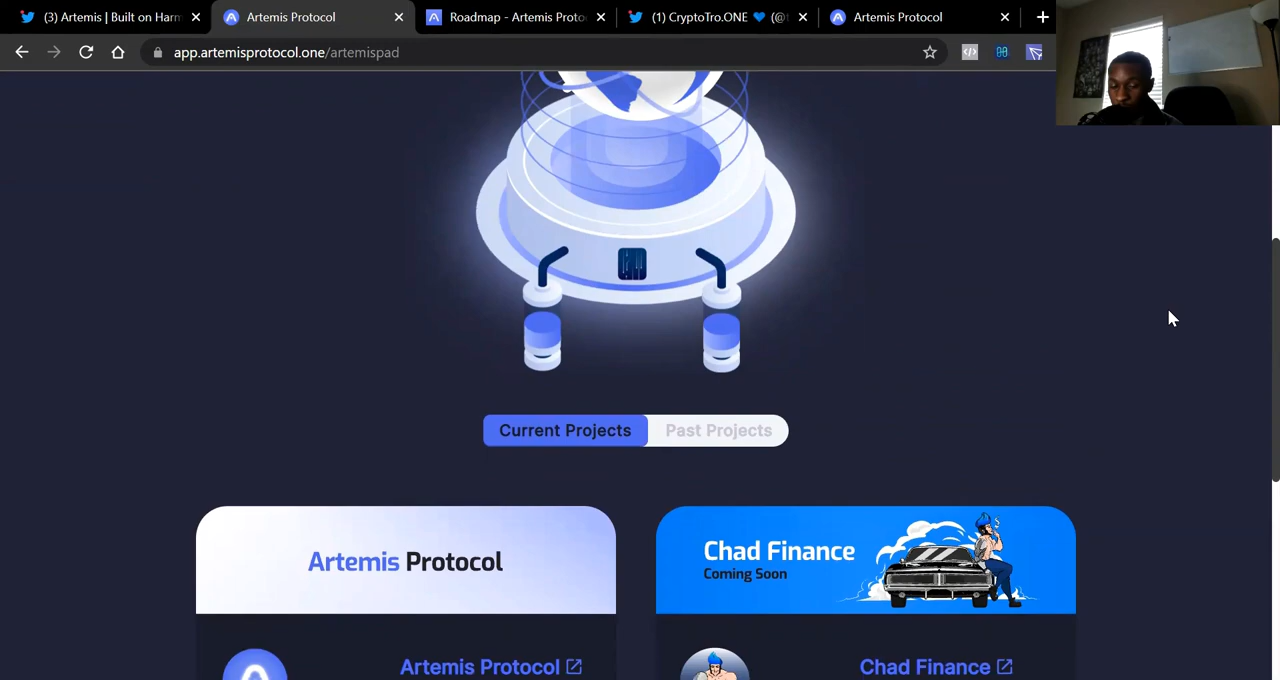 (3) Artemis | Built on Harm
Artemis Protocol
Roadmap - Artemis Proto
(1) CryptoTro.ONE 💙 (@
Artemis Protocol
app.artemisprotocol.one/artemispad
Current Projects
Past Projects
Artemis Protocol
Chad Finance
Coming Soon
Artemis Protocol
Chad Finance